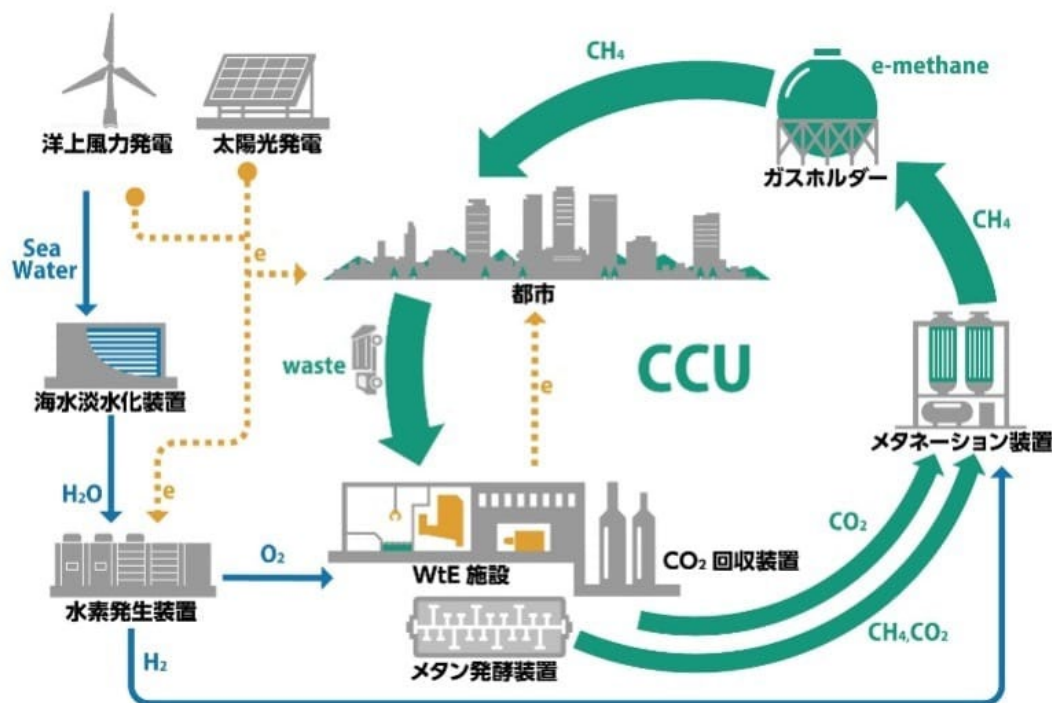 CH₄
e-methane
洋上風力発電
太陽光発電
ガスホルダー
CH₄
Sea
Water
e
都市
waste
CCU
e
海水淡水化装置
メタネーション装置
H₂O
e
CO₂
O₂
WtE 施設
CO₂ 回収装置
水素発生装置
CH₄,CO₂
H₂
メタン発酵装置